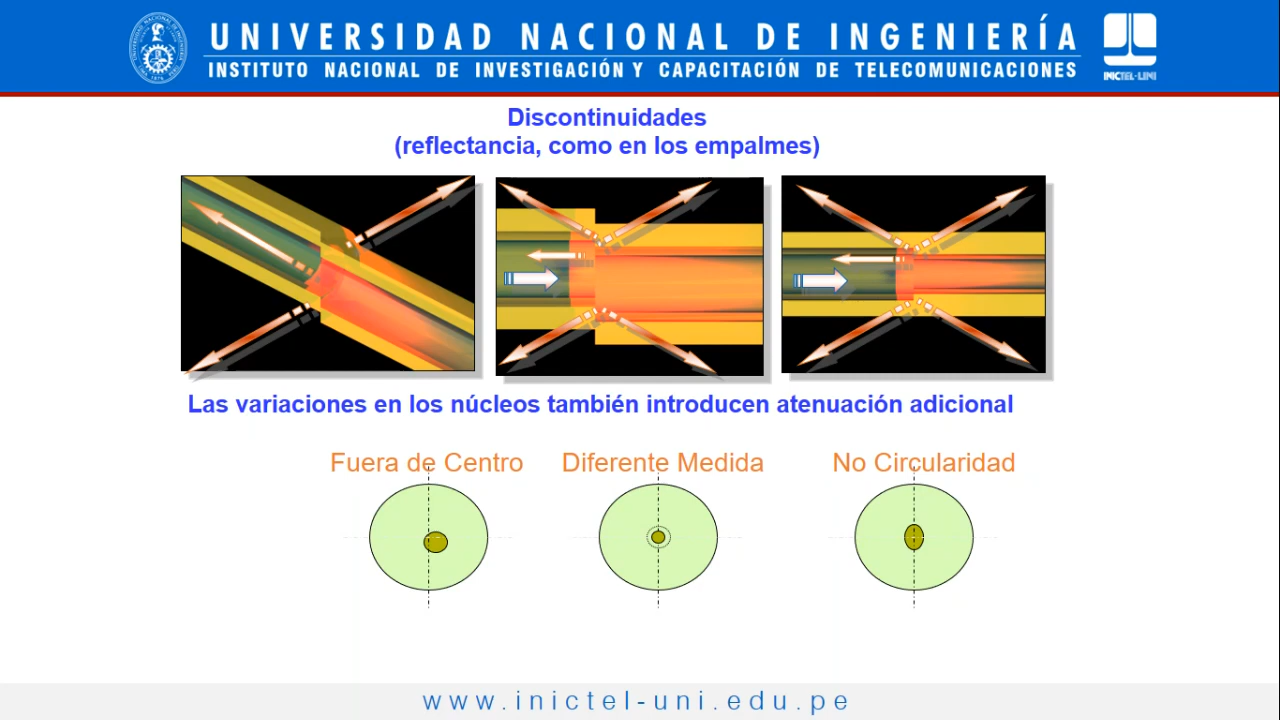 UNIVERSIDAD NACIONAL DE INGENIERÍA
INSTITUTO NACIONAL DE INVESTIGACIÓN Y CAPACITACIÓN DE TELECOMUNICACIONES
INICTEL-UNI
Discontinuidades
(reflectancia, como en los empalmes)
Las variaciones en los núcleos también introducen atenuación adicional
Fuera de Centro
Diferente Medida
No Circularidad
www.inictel-uni.edu.pe